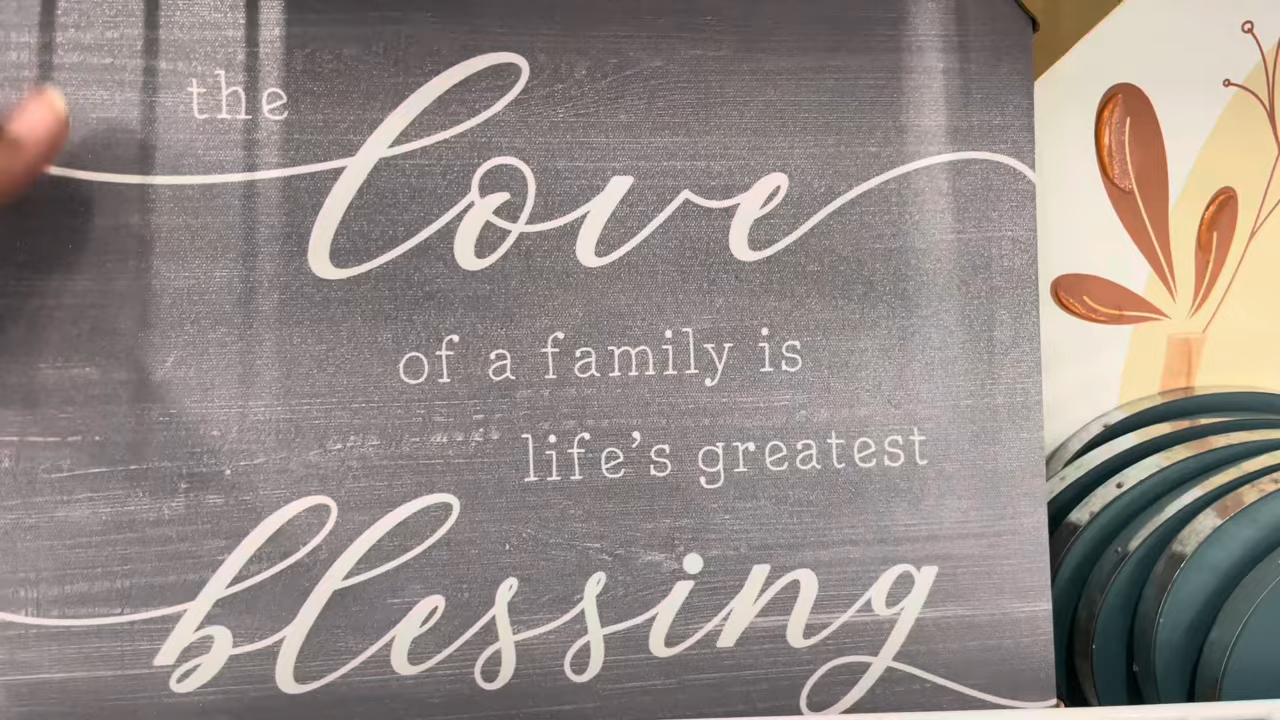 the
love
of a family is
life's greatest
blessing